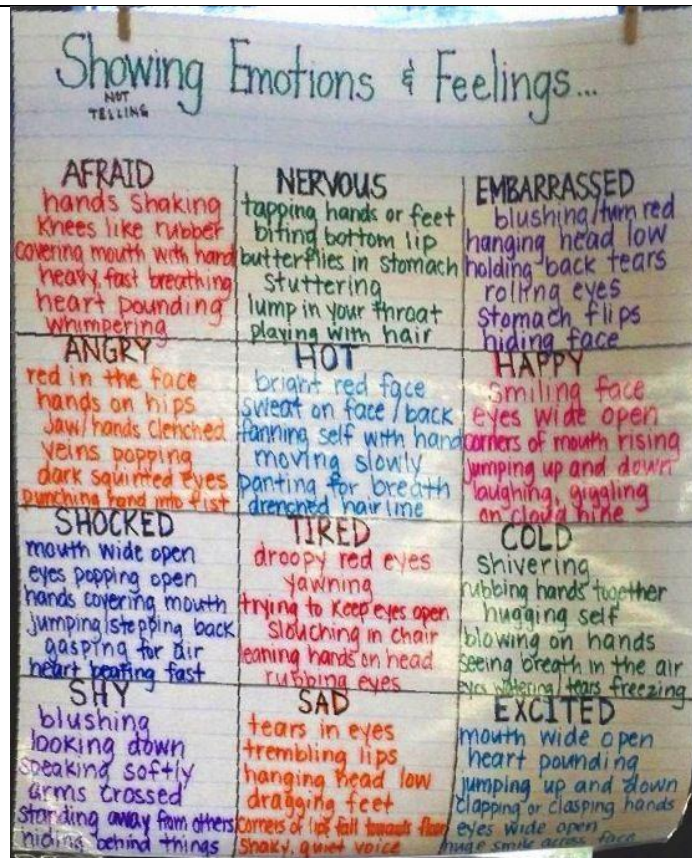 Showing Emotions & Feelings...
NOT
TELLING
AFRAID
hands shaking
Knees like rubber
covering mouth with hand
heavy, fast breathing
heart pounding
whimpering
NERVOUS
tapping hands or feet
biting bottom lip
butterflies in stomach
stuttering
lump in your throat
playing with hair
EMBARRASSED
blushing/turn red
hanging head low
holding back tears
rolling eyes
stomach flips
hiding face
ANGRY
red in the face
hands on hips
jaw/hands clenched
veins popping
dark squinted eyes
punching hand into fist
HOT
bright red face
sweat on face/back
fanning self with hand
moving slowly
panting for breath
drenched hairline
HAPPY
smiling face
eyes wide open
corners of mouth rising
jumping up and down
laughing, giggling
on cloud nine
SHOCKED
mouth wide open
eyes popping open
hands covering mouth
jumping/stepping back
gasping for air
heart beating fast
TIRED
droopy red eyes
yawning
trying to keep eyes open
slouching in chair
leaning hands on head
rubbing eyes
COLD
shivering
rubbing hands together
hugging self
blowing on hands
seeing breath in the air
eyes watering/tears freezing
SHY
blushing
looking down
speaking softly
arms crossed
standing away from others
hiding behind things
SAD
tears in eyes
trembling lips
hanging head low
dragging feet
corners of lips fall towards floor
shaky, quiet voice
EXCITED
mouth wide open
heart pounding
jumping up and down
clapping or clasping hands
eyes wide open
huge smile across face